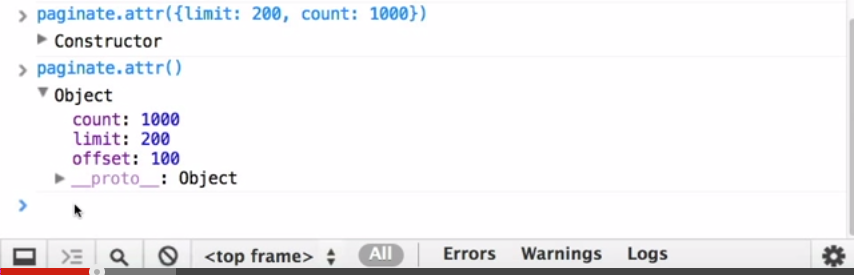 paginate.attr({limit: 200, count: 1000})
Constructor
paginate.attr()
Object
count: 1000
limit: 200
offset: 100
__proto__: Object
<top frame> All Errors Warnings Logs